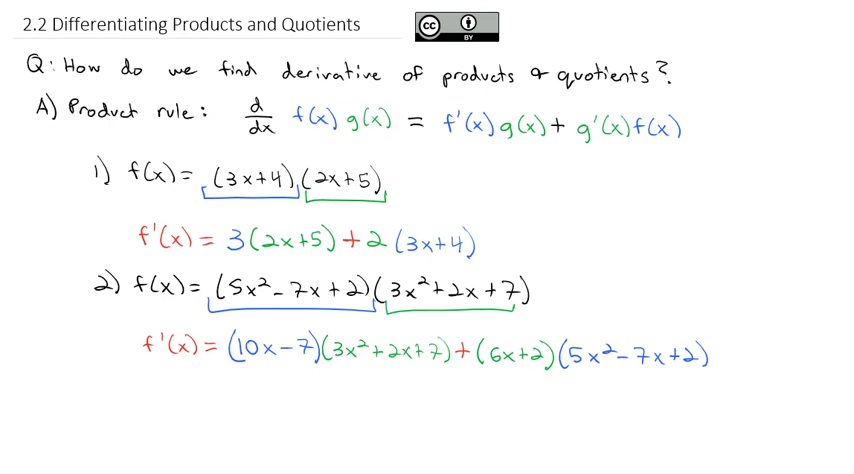 2.2 Differentiating Products and Quotients
cc BY
Q: How do we find derivative of products & quotients?
A) Product rule: d/dx f(x) g(x) = f'(x) g(x) + g'(x) f(x)
1) f(x) = (3x+4)(2x+5)
f'(x) = 3(2x+5) + 2(3x+4)
2) f(x) = (5x² - 7x + 2)(3x² + 2x + 7)
f'(x) = (10x - 7)(3x² + 2x + 7) + (6x + 2)(5x² - 7x + 2)